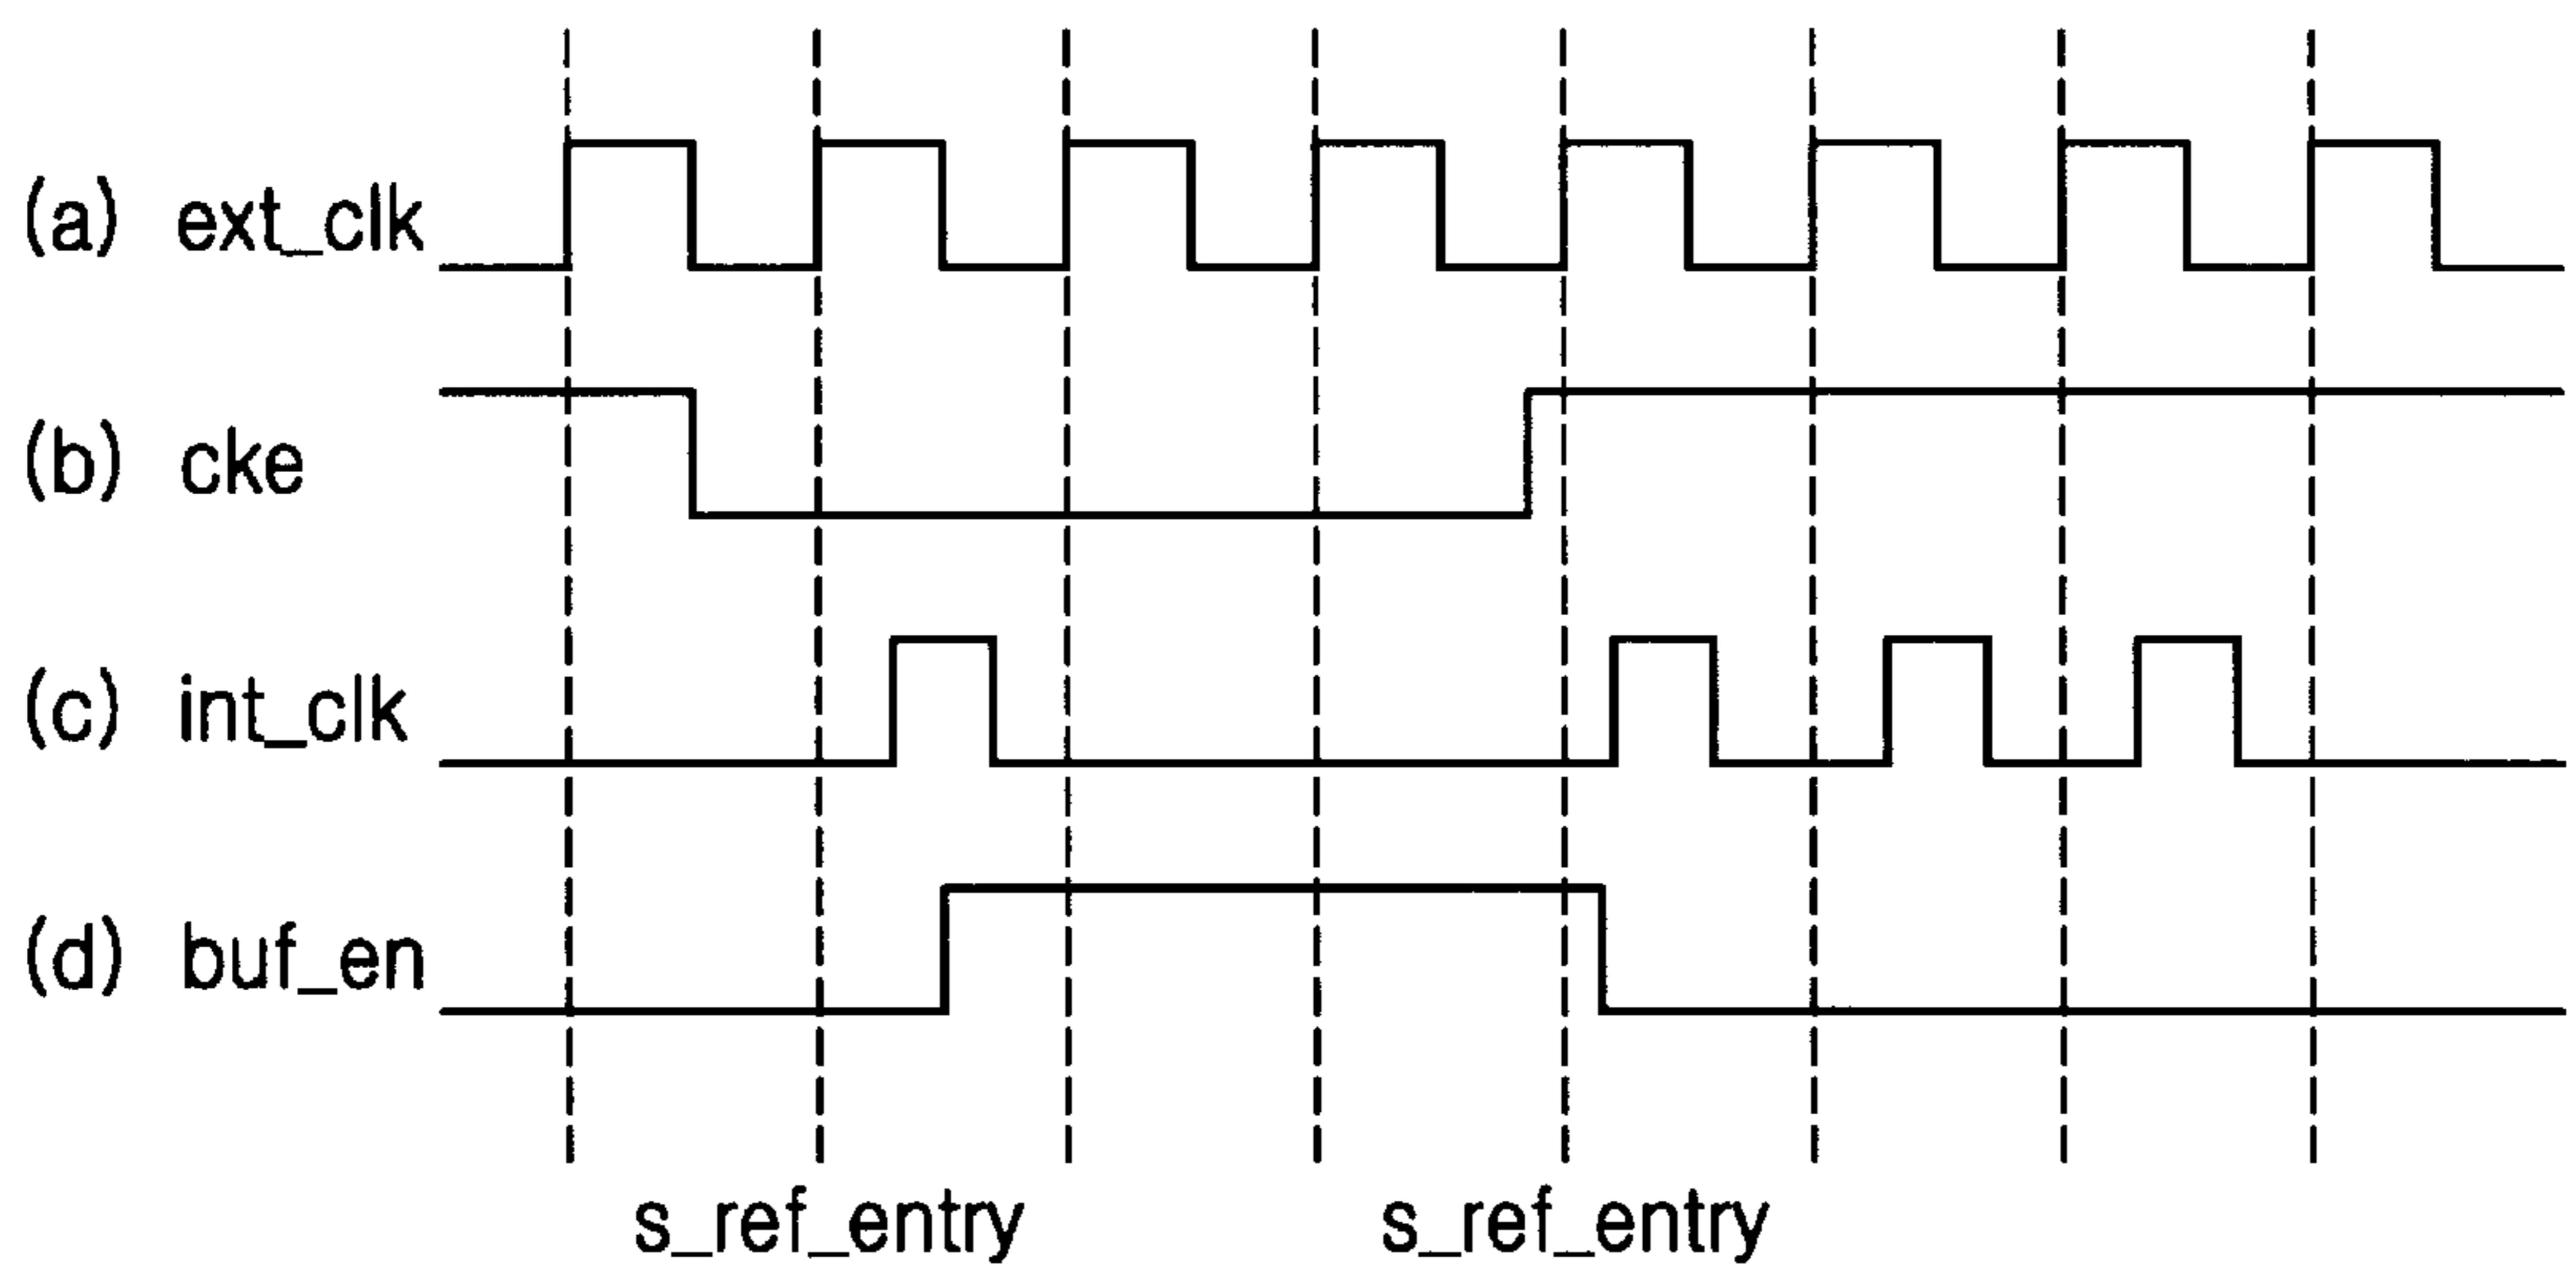 (a) ext_clk
(b) cke
(c) int_clk
(d) buf_en
s_ref_entry s_ref_entry